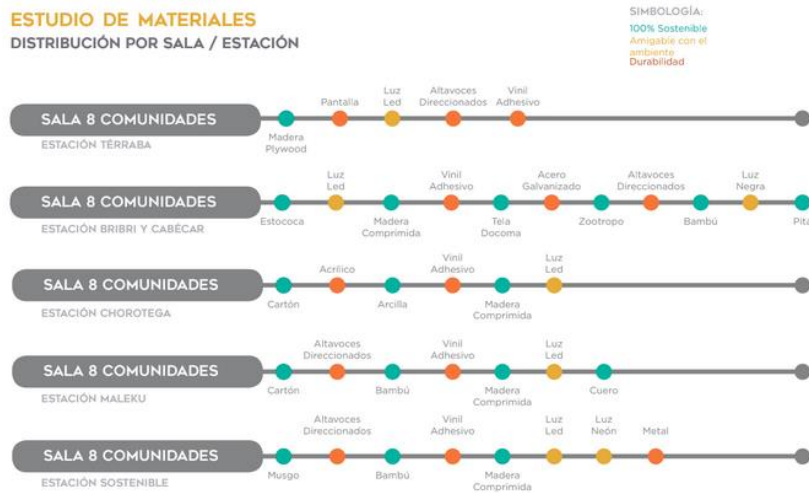 ESTUDIO DE MATERIALES
DISTRIBUCIÓN POR SALA / ESTACIÓN
SIMBOLOGÍA:
100% Sostenible
Amigable con el
ambiente
Durabilidad
SALA 8 COMUNIDADES
ESTACIÓN TÉRRABA
Madera
Plywood
Pantalla
Luz
Led
Altavoces
Direccionados
Vinil
Adhesivo
SALA 8 COMUNIDADES
ESTACIÓN BRIBRI Y CABÉCAR
Estococa
Luz
Led
Madera
Comprimida
Vinil
Adhesivo
Tela
Docoma
Acero
Galvanizado
Zootropo
Altavoces
Direccionados
Bambú
Luz
Negra
Pita
SALA 8 COMUNIDADES
ESTACIÓN CHOROTEGA
Cartón
Acrílico
Arcilla
Vinil
Adhesivo
Madera
Comprimida
Luz
Led
SALA 8 COMUNIDADES
ESTACIÓN MALEKU
Cartón
Altavoces
Direccionados
Bambú
Vinil
Adhesivo
Madera
Comprimida
Luz
Led
Cuero
SALA 8 COMUNIDADES
ESTACIÓN SOSTENIBLE
Musgo
Altavoces
Direccionados
Bambú
Vinil
Adhesivo
Madera
Comprimida
Luz
Led
Luz
Neón
Metal